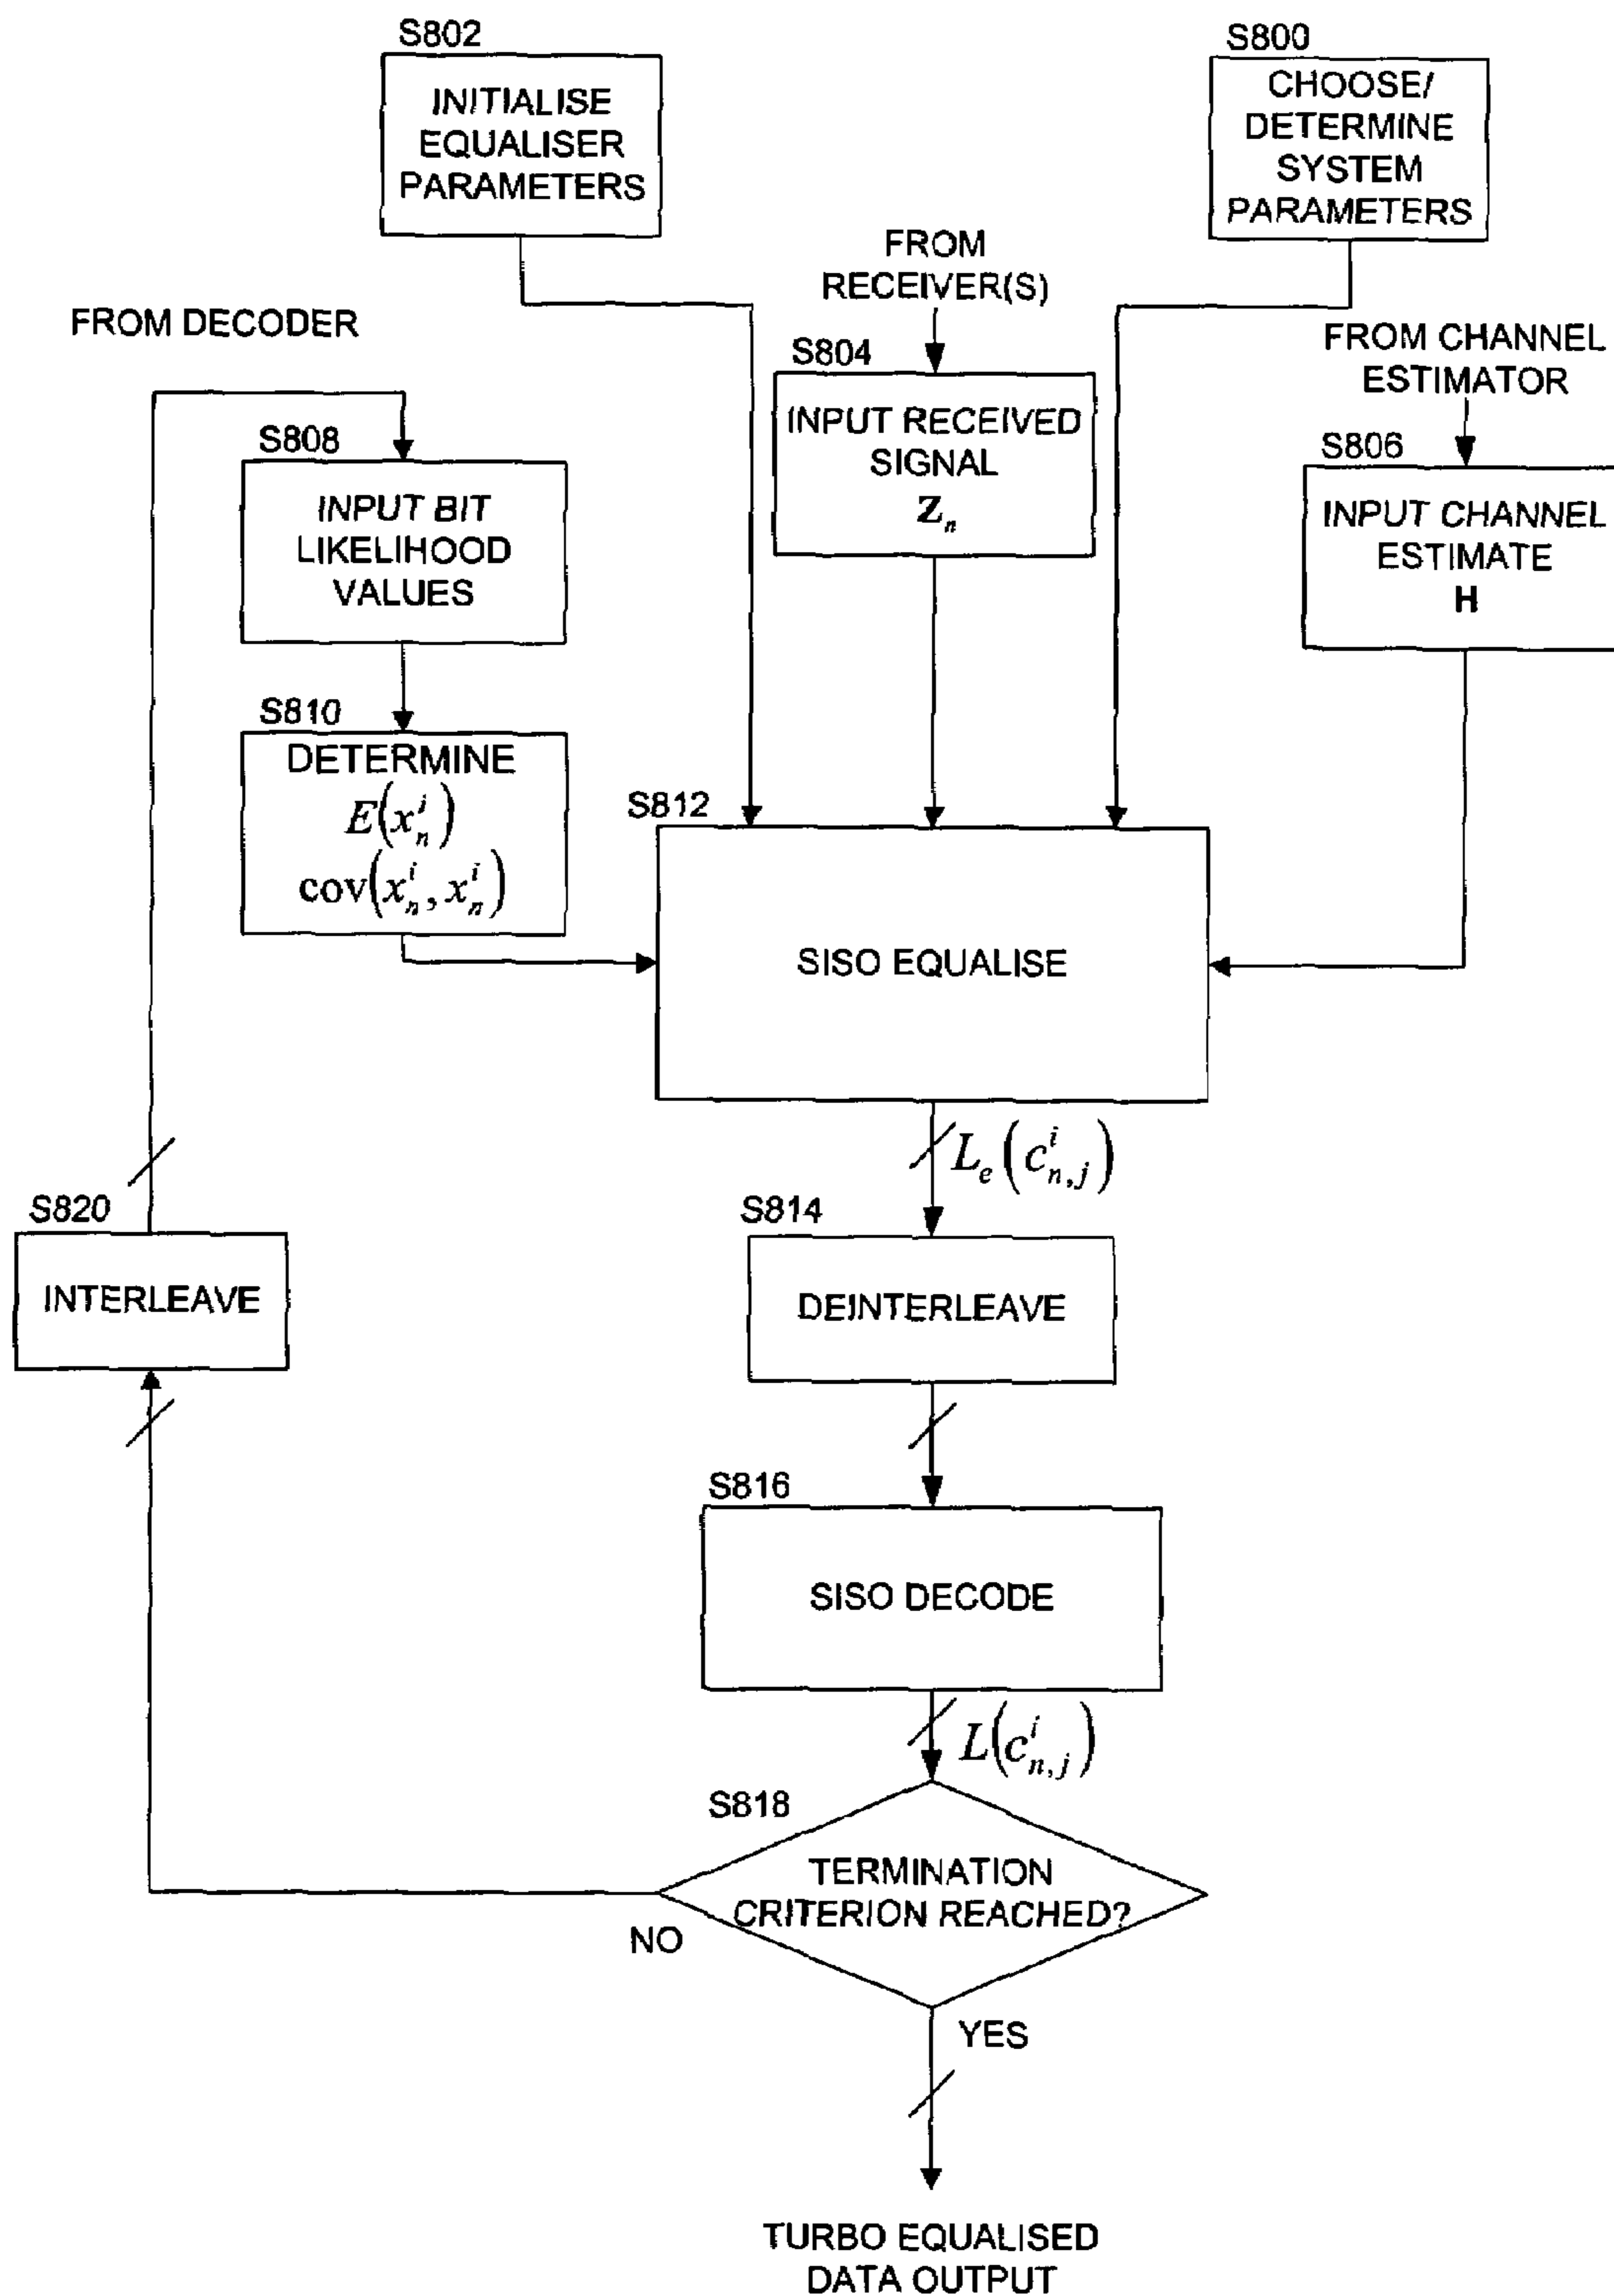 S802
INITIALISE
EQUALISER
PARAMETERS
S800
CHOOSE/
DETERMINE
SYSTEM
PARAMETERS
FROM
RECEIVER(S)
FROM DECODER
S804
INPUT RECEIVED
SIGNAL
Z_n
FROM CHANNEL
ESTIMATOR
S806
INPUT CHANNEL
ESTIMATE
H
S808
INPUT BIT
LIKELIHOOD
VALUES
S810
DETERMINE
E(x_n^i)
cov(x_n^i, x_n^i)
S812
SISO EQUALISE
L_e(c_{n,j}^i)
S814
DEINTERLEAVE
S820
INTERLEAVE
S816
SISO DECODE
L(c_{n,j}^i)
S818
TERMINATION
CRITERION REACHED?
NO
YES
TURBO EQUALISED
DATA OUTPUT